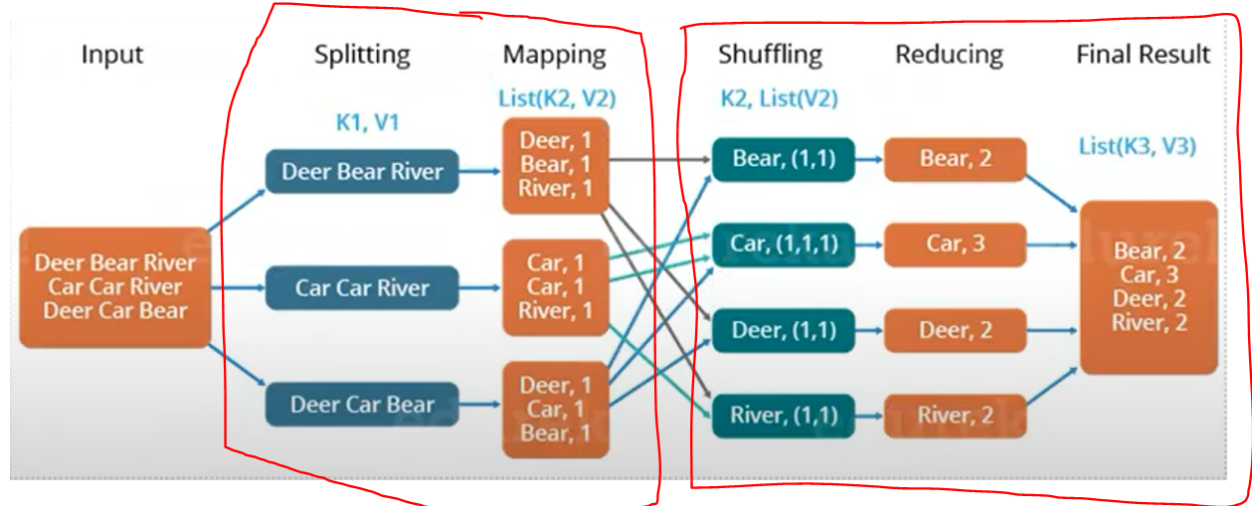 Input
Splitting
Mapping
Shuffling
Reducing
Final Result
K1, V1
List(K2, V2)
K2, List(V2)
List(K3, V3)
Deer Bear River
Car Car River
Deer Car Bear
Deer Bear River
Car Car River
Deer Car Bear
Deer, 1
Bear, 1
River, 1
Car, 1
Car, 1
River, 1
Deer, 1
Car, 1
Bear, 1
Bear, (1,1)
Car, (1,1,1)
Deer, (1,1)
River, (1,1)
Bear, 2
Car, 3
Deer, 2
River, 2
Bear, 2
Car, 3
Deer, 2
River, 2